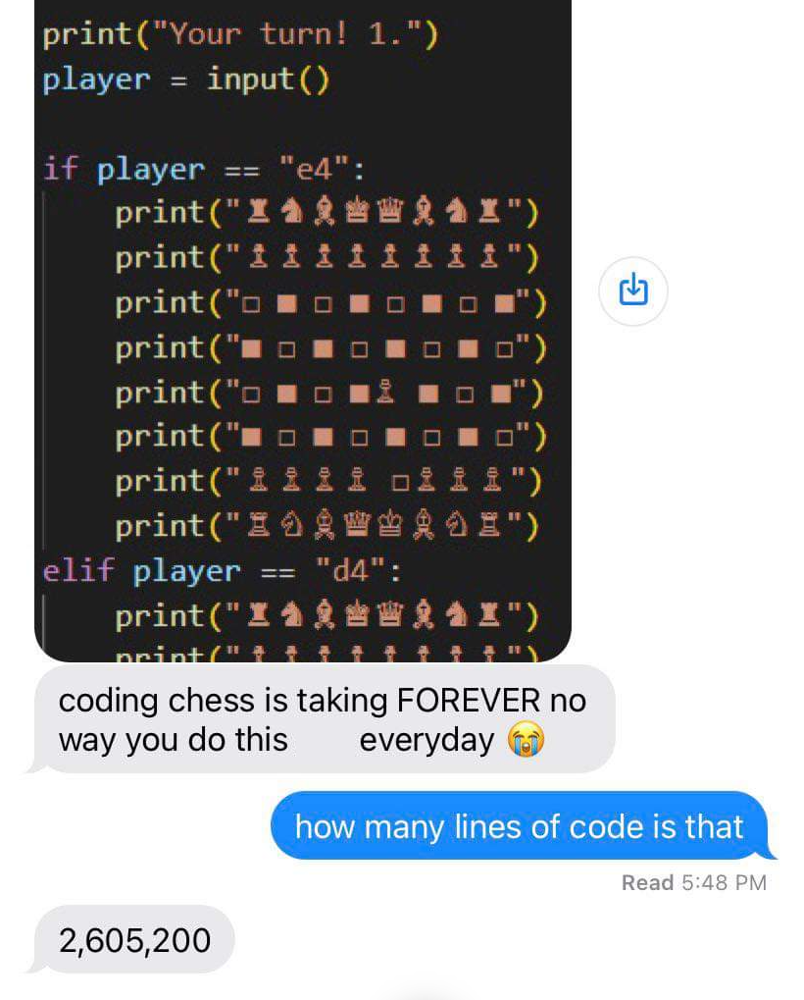 print("Your turn! 1.")
player = input()
if player == "e4":
print("♜♞♝♚♛♝♞♜")
print("♟♟♟♟♟♟♟♟")
print("□ ■ □ ■ □ ■ □ ■")
print("■ □ ■ □ ■ □ ■ □")
print("□ ■ □ ■♙ ■ □ ■")
print("■ □ ■ □ ■ □ ■ □")
print("♙♙♙♙ □♙♙♙")
print("♖♘♗♕♔♗♘♖")
elif player == "d4":
print("♜♞♝♚♛♝♞♜")
print("♟♟♟♟♟♟♟♟")
coding chess is taking FOREVER no
way you do this everyday 😭
how many lines of code is that
Read 5:48 PM
2,605,200